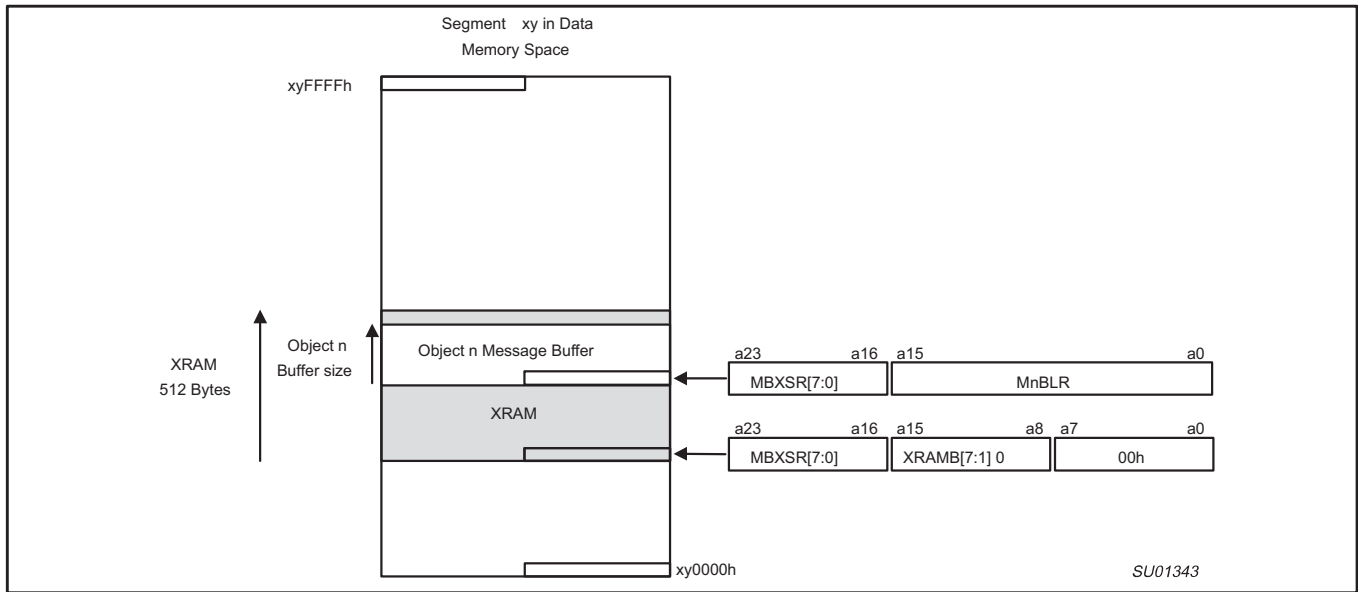 Segment xy in Data
Memory Space
xyFFFFh
XRAM
512 Bytes
Object n
Buffer size
Object n Message Buffer
a23 a16 a15 a0
MBXSR[7:0] MnBLR
XRAM
a23 a16 a15 a8 a7 a0
MBXSR[7:0] XRAMB[7:1] 0 00h
xy0000h
SU01343